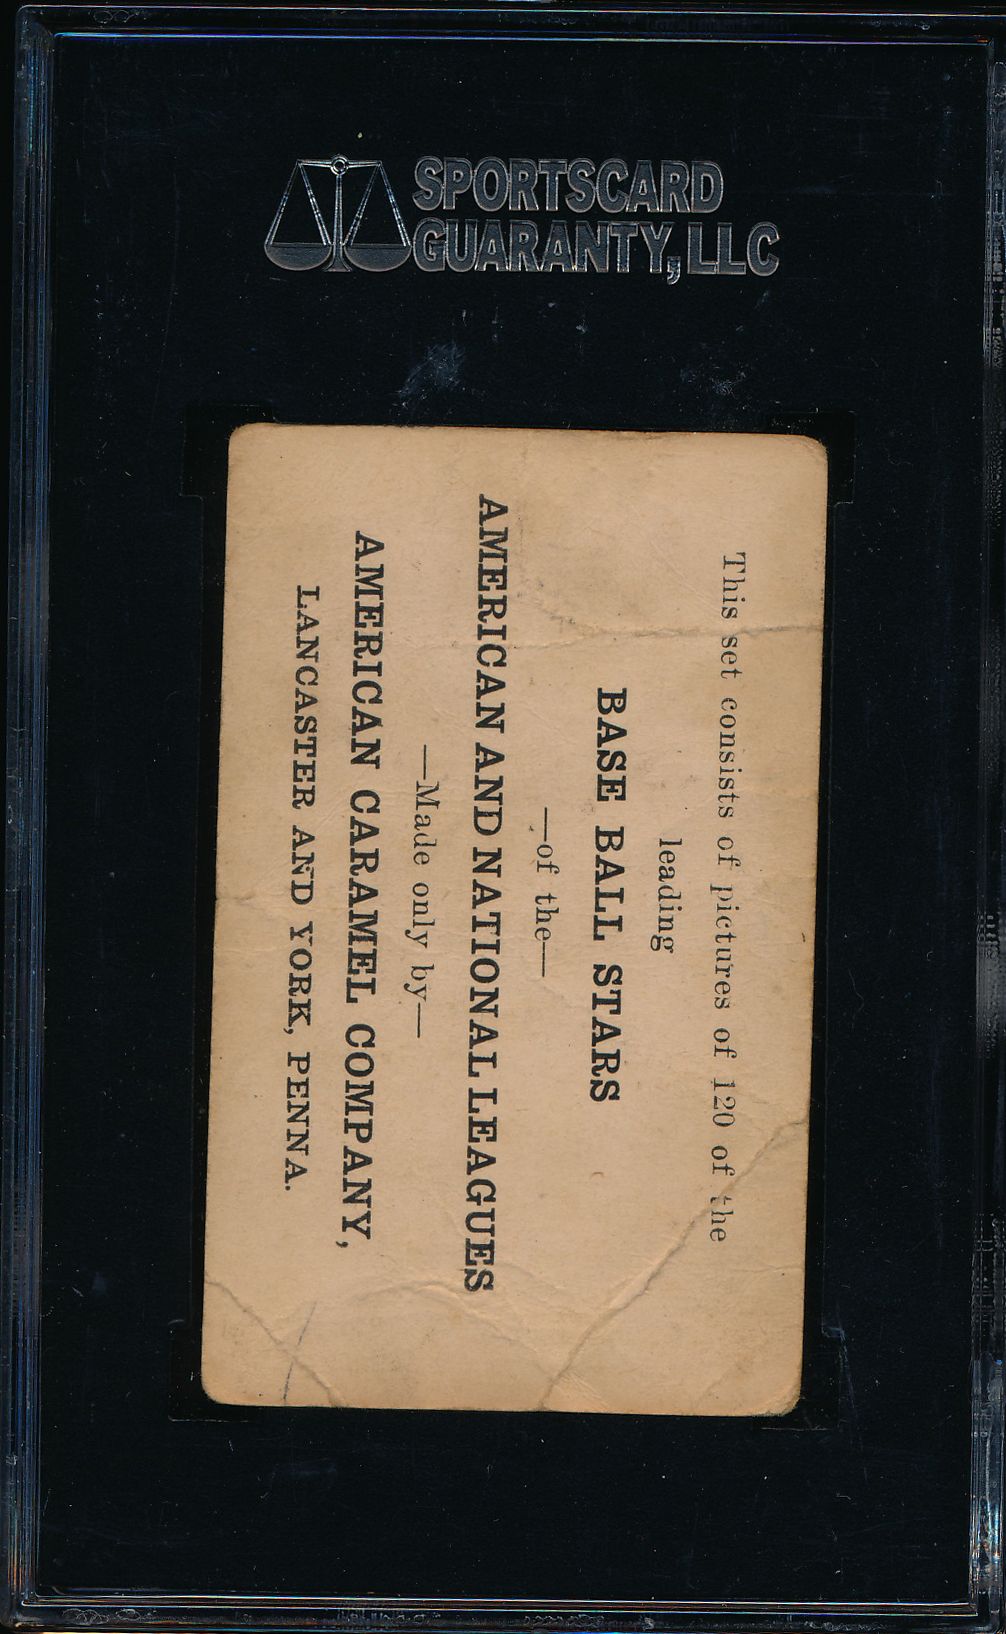 SPORTSCARD
GUARANTY, LLC
This set consists of pictures of 120 of the
leading
BASE BALL STARS
—of the—
AMERICAN AND NATIONAL LEAGUES
—Made only by—
AMERICAN CARAMEL COMPANY,
LANCASTER AND YORK, PENNA.